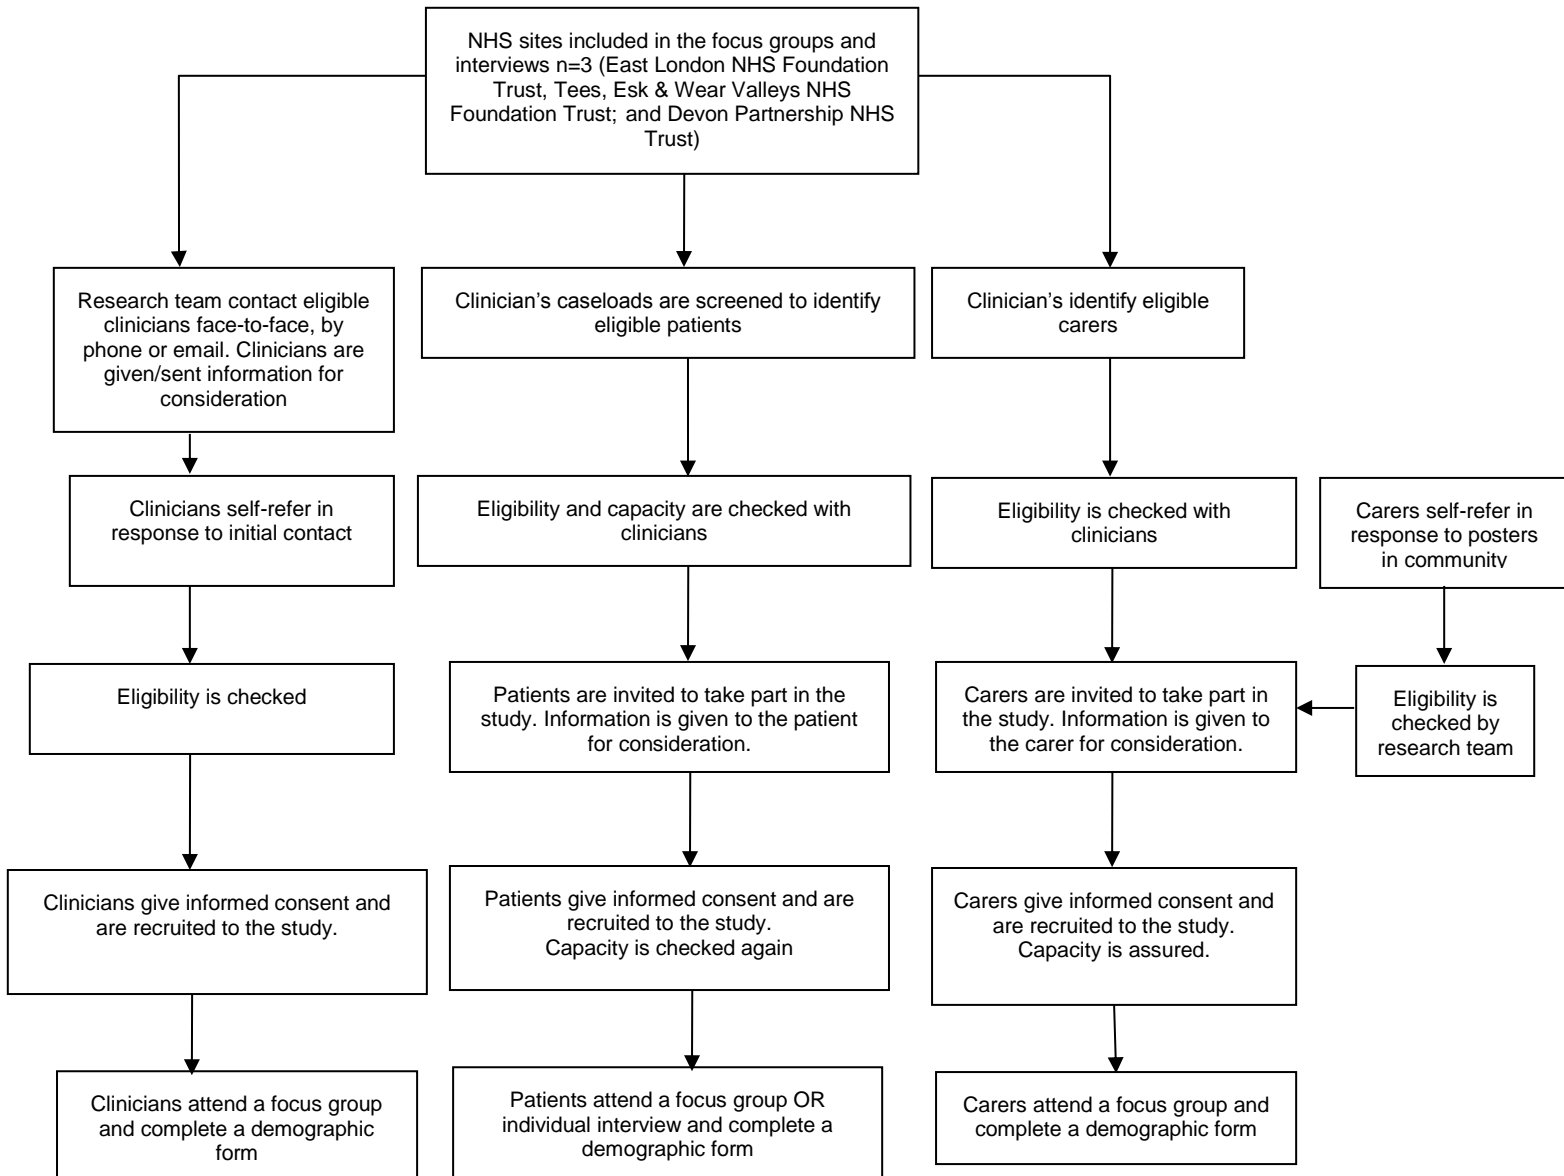 NHS sites included in the focus groups and
interviews n=3 (East London NHS Foundation
Trust, Tees, Esk & Wear Valleys NHS
Foundation Trust; and Devon Partnership NHS
Trust)
Research team contact eligible
clinicians face-to-face, by
phone or email. Clinicians are
given/sent information for
consideration
Clinician’s caseloads are screened to identify
eligible patients
Clinician’s identify eligible
carers
Clinicians self-refer in
response to initial contact
Eligibility and capacity are checked with
clinicians
Eligibility is checked with
clinicians
Carers self-refer in
response to posters
in community
Eligibility is checked
Patients are invited to take part in the
study. Information is given to the patient
for consideration.
Carers are invited to take part in
the study. Information is given to
the carer for consideration.
Eligibility is
checked by
research team
Clinicians give informed consent and
are recruited to the study.
Patients give informed consent and are
recruited to the study.
Capacity is checked again
Carers give informed consent and
are recruited to the study.
Capacity is assured.
Clinicians attend a focus group
and complete a demographic
form
Patients attend a focus group OR
individual interview and complete a
demographic form
Carers attend a focus group and
complete a demographic form